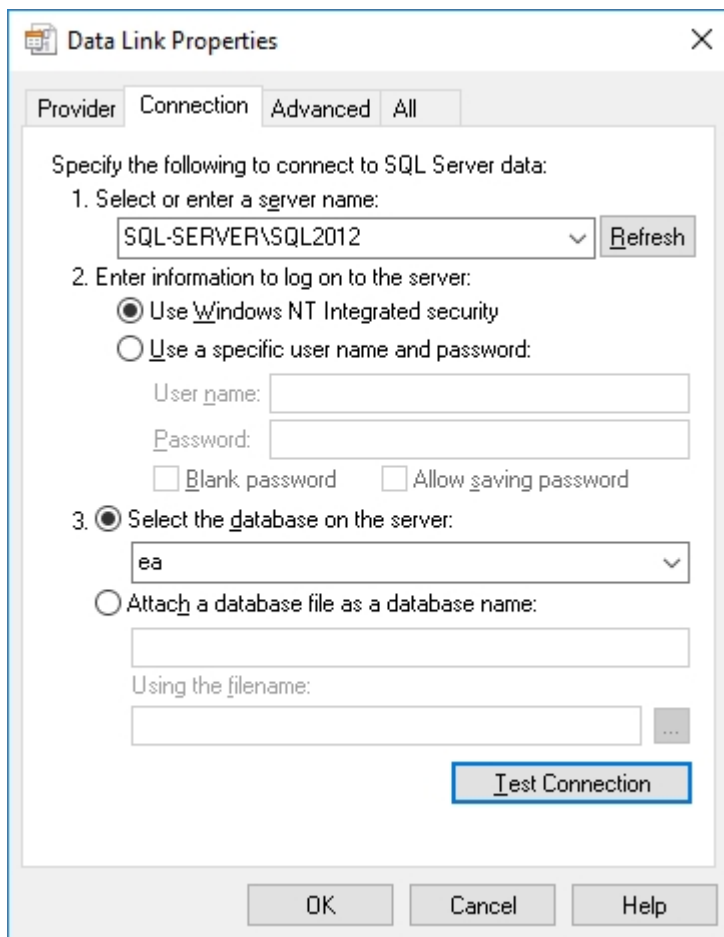 Data Link Properties
Provider Connection Advanced All
Specify the following to connect to SQL Server data:
1. Select or enter a server name:
SQL-SERVER\SQL2012 Refresh
2. Enter information to log on to the server:
Use Windows NT Integrated security
Use a specific user name and password:
User name:
Password:
Blank password Allow saving password
3. Select the database on the server:
ea
Attach a database file as a database name:
Using the filename:
...
Test Connection
OK Cancel Help